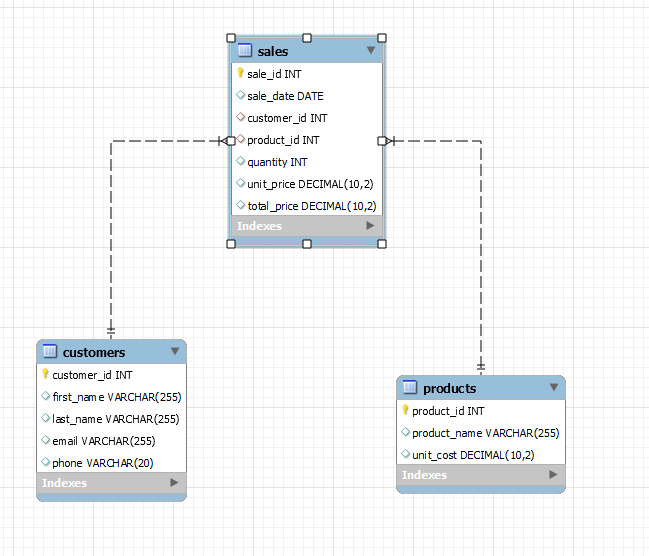 sales
sale_id INT
sale_date DATE
customer_id INT
product_id INT
quantity INT
unit_price DECIMAL(10,2)
total_price DECIMAL(10,2)
Indexes
customers
customer_id INT
first_name VARCHAR(255)
last_name VARCHAR(255)
email VARCHAR(255)
phone VARCHAR(20)
Indexes
products
product_id INT
product_name VARCHAR(255)
unit_cost DECIMAL(10,2)
Indexes